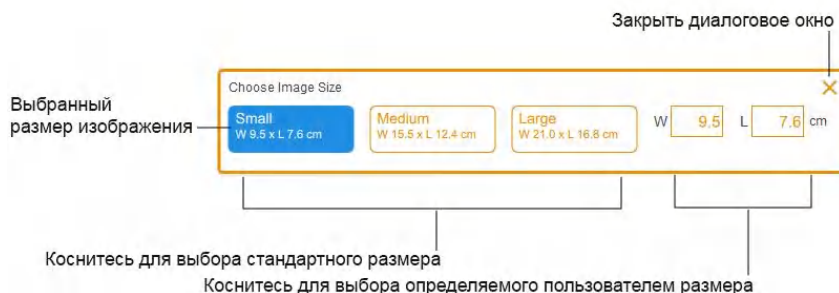 Закрыть диалоговое окно
Choose Image Size
Выбранный
размер изображения
Small
W 9.5 x L 7.6 cm
Medium
W 15.5 x L 12.4 cm
Large
W 21.0 x L 16.8 cm
W 9.5 L 7.6 cm
Коснитесь для выбора стандартного размера
Коснитесь для выбора определяемого пользователем размера